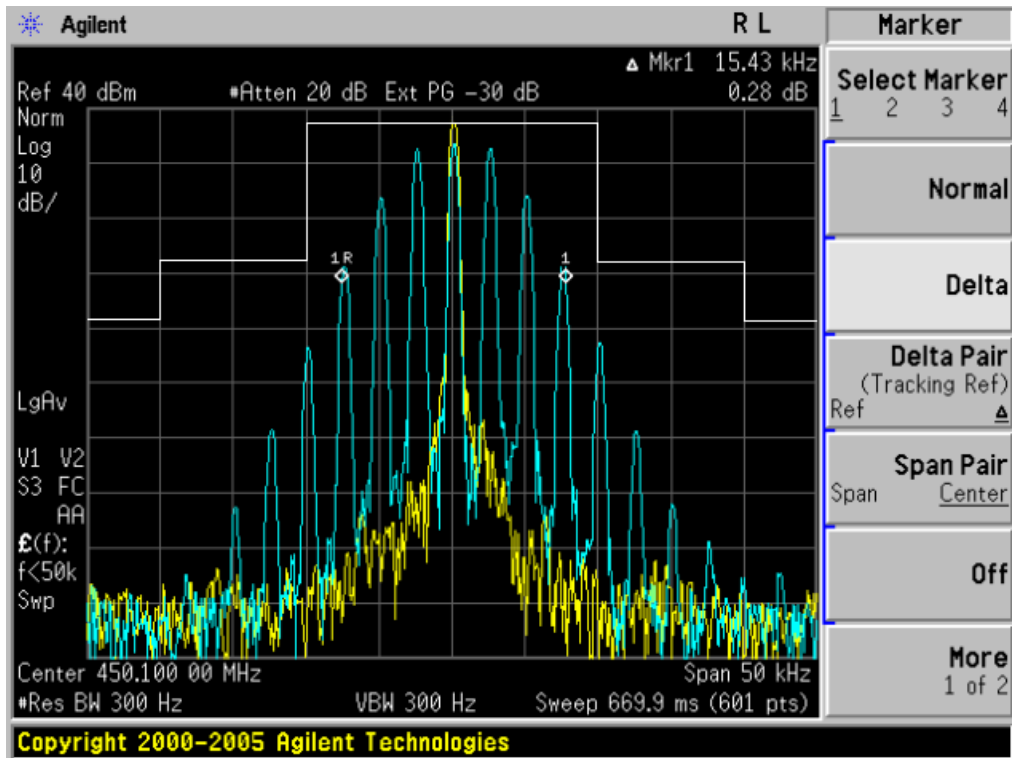 Agilent R L
Δ Mkr1 15.43 kHz
Ref 40 dBm #Atten 20 dB Ext PG -30 dB 0.28 dB
Norm
Log
10
dB/
1R
1
LgAv
V1 V2
S3 FC
AA
£(f):
f<50k
Swp
Center 450.100 00 MHz Span 50 kHz
#Res BW 300 Hz VBW 300 Hz Sweep 669.9 ms (601 pts)
Copyright 2000-2005 Agilent Technologies
Marker
Select Marker
1 2 3 4
Normal
Delta
Delta Pair
(Tracking Ref)
Ref Δ
Span Pair
Span Center
Off
More
1 of 2